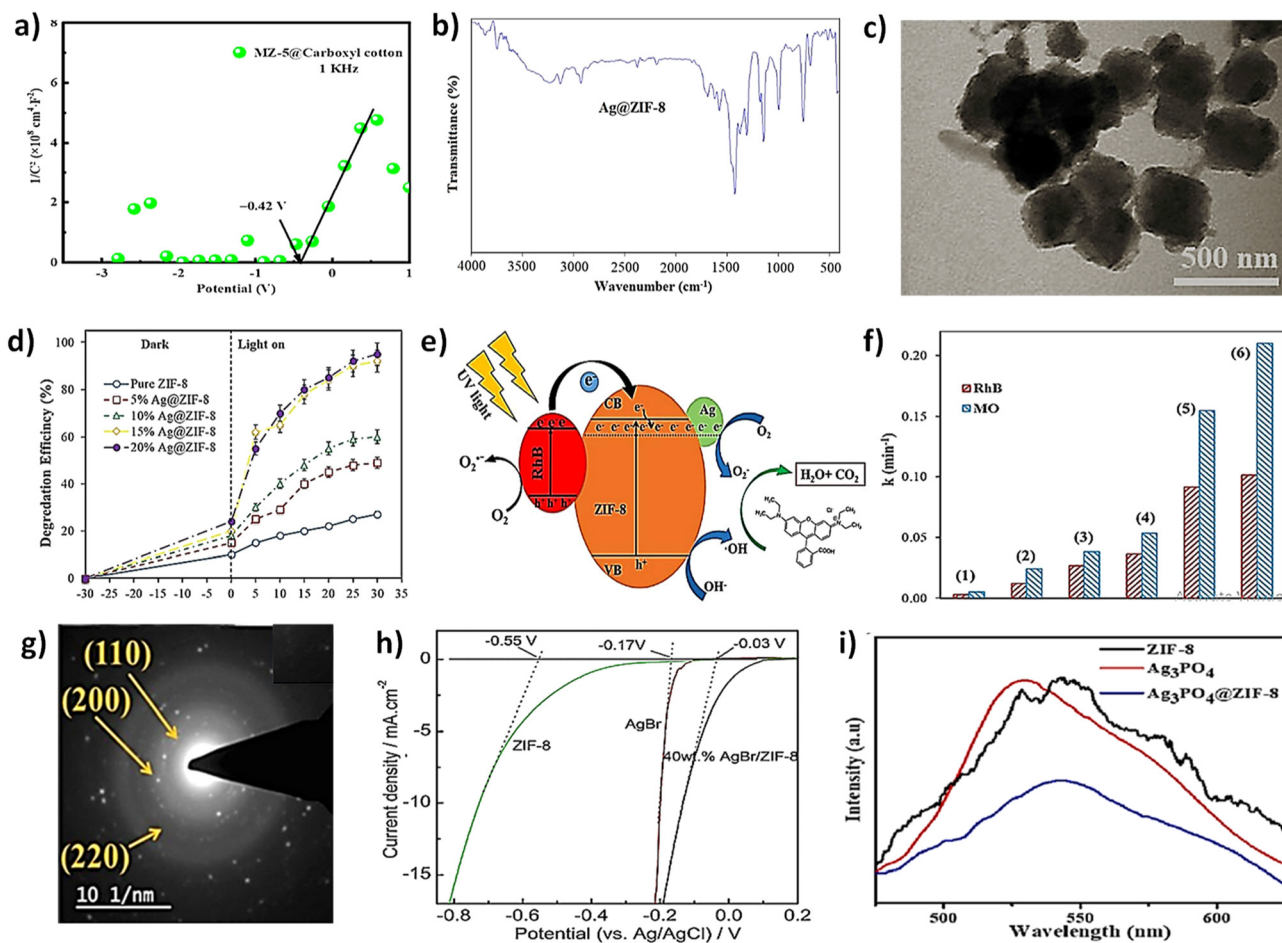 a)
MZ-5@Carboxyl cotton
1 KHz
1/C² (×10⁸ cm⁴·F²)
8
6
4
2
0
−0.42 V
-3
-2
-1
0
1
Potential (V)
b)
Transmittance (%)
Ag@ZIF-8
4000
3500
3000
2500
2000
1500
1000
500
Wavenumber (cm⁻¹)
c)
500 nm
d)
Dark
Light on
Degredation Efficincy (%)
100
80
60
40
20
0
Pure ZIF-8
5% Ag@ZIF-8
10% Ag@ZIF-8
15% Ag@ZIF-8
20% Ag@ZIF-8
-30 -25 -20 -15 -10 -5 0 5 10 15 20 25 30 35
e)
UV light
e⁻
CB
e⁻
Ag
e e e
e⁻ e⁻ e⁻ e⁻ e⁻ e⁻ e⁻
RhB
h⁺ h⁺ h⁺
O₂•⁻
O₂
ZIF-8
O₂
O₂⁻
H₂O+ CO₂
H₃C
CH₃
Cl⁻
H₃C
CH₃
COOH
VB
h⁺
·OH
OH⁻
f)
k (min⁻¹)
0.20
0.15
0.10
0.05
0.00
RhB
MO
(1)
(2)
(3)
(4)
(5)
(6)
g)
(110)
(200)
(220)
10 1/nm
h)
-0.55 V
-0.17V
-0.03 V
Current density / mA.cm⁻²
0
-5
-10
-15
ZIF-8
AgBr
40wt.% AgBr/ZIF-8
-0.8
-0.6
-0.4
-0.2
0.0
0.2
Potential (vs. Ag/AgCl) / V
i)
ZIF-8
Ag₃PO₄
Ag₃PO₄@ZIF-8
Intensity (a.u)
500
550
600
Wavelength (nm)